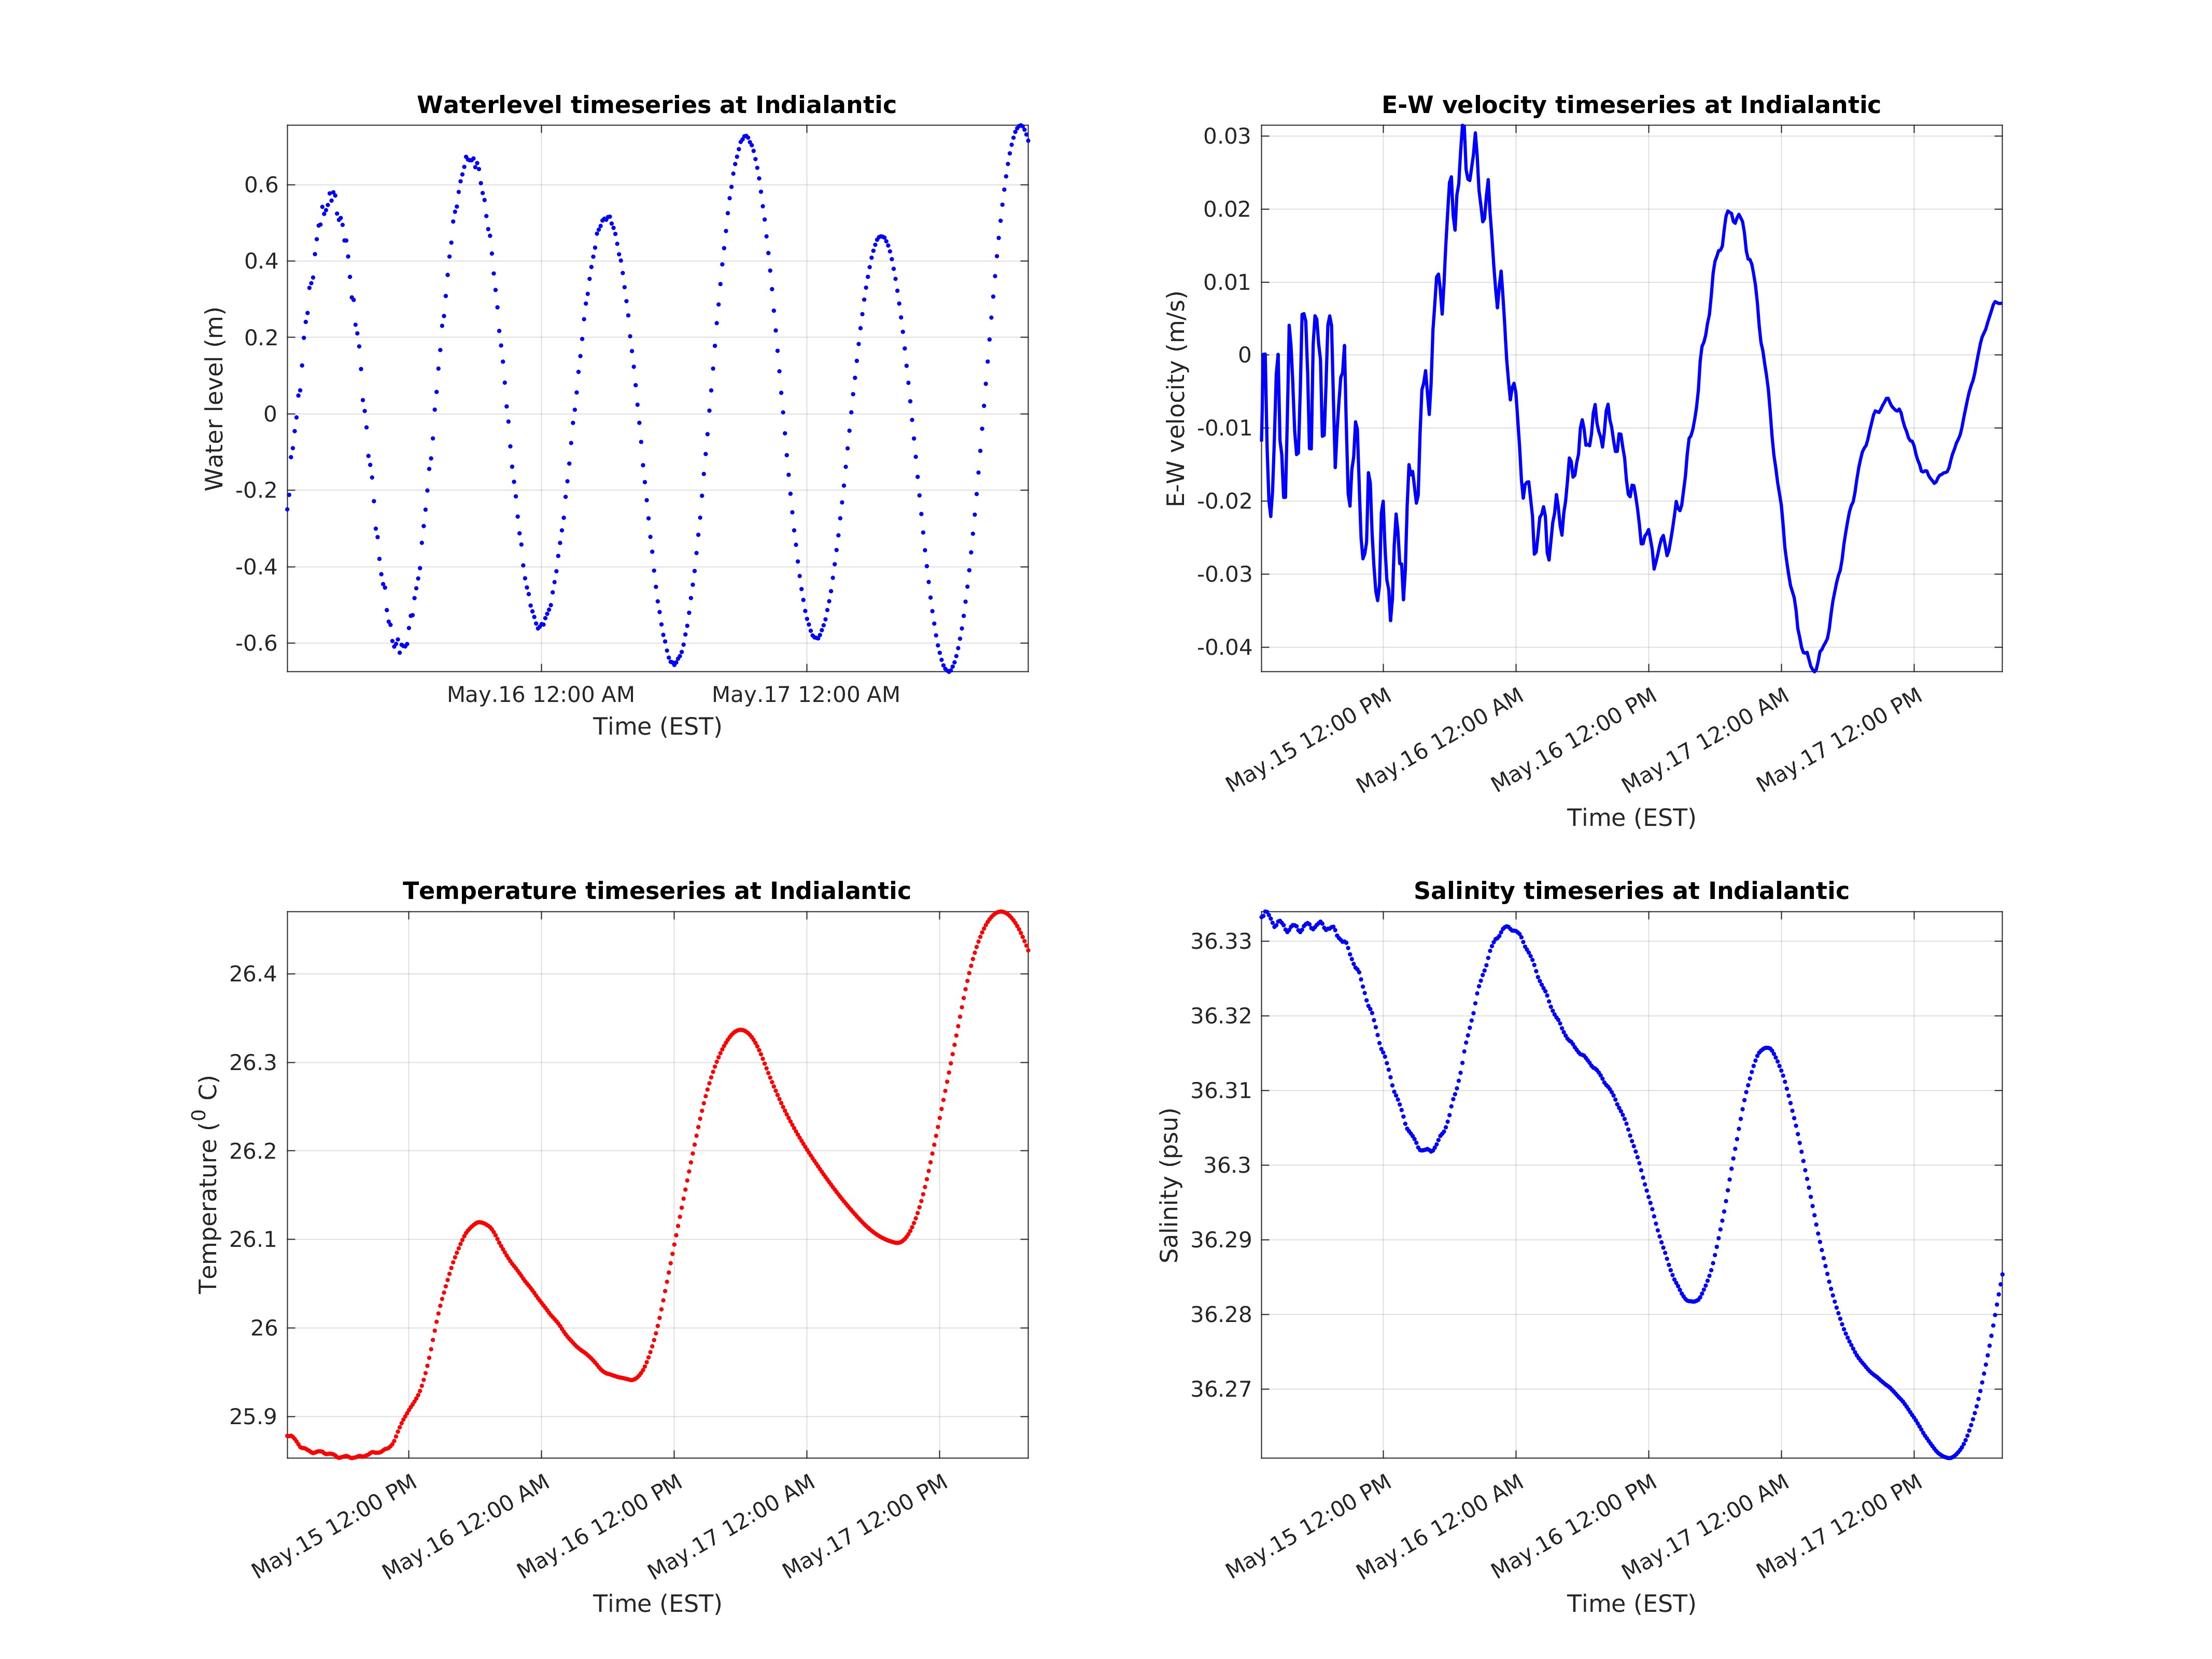 Waterlevel timeseries at Indialantic
Water level (m)
0.6
0.4
0.2
0
-0.2
-0.4
-0.6
May.16 12:00 AM
May.17 12:00 AM
Time (EST)
E-W velocity timeseries at Indialantic
E-W velocity (m/s)
0.03
0.02
0.01
0
-0.01
-0.02
-0.03
-0.04
May.15 12:00 PM
May.16 12:00 AM
May.16 12:00 PM
May.17 12:00 AM
May.17 12:00 PM
Time (EST)
Temperature timeseries at Indialantic
Temperature (⁰ C)
26.4
26.3
26.2
26.1
26
25.9
May.15 12:00 PM
May.16 12:00 AM
May.16 12:00 PM
May.17 12:00 AM
May.17 12:00 PM
Time (EST)
Salinity timeseries at Indialantic
Salinity (psu)
36.33
36.32
36.31
36.3
36.29
36.28
36.27
May.15 12:00 PM
May.16 12:00 AM
May.16 12:00 PM
May.17 12:00 AM
May.17 12:00 PM
Time (EST)